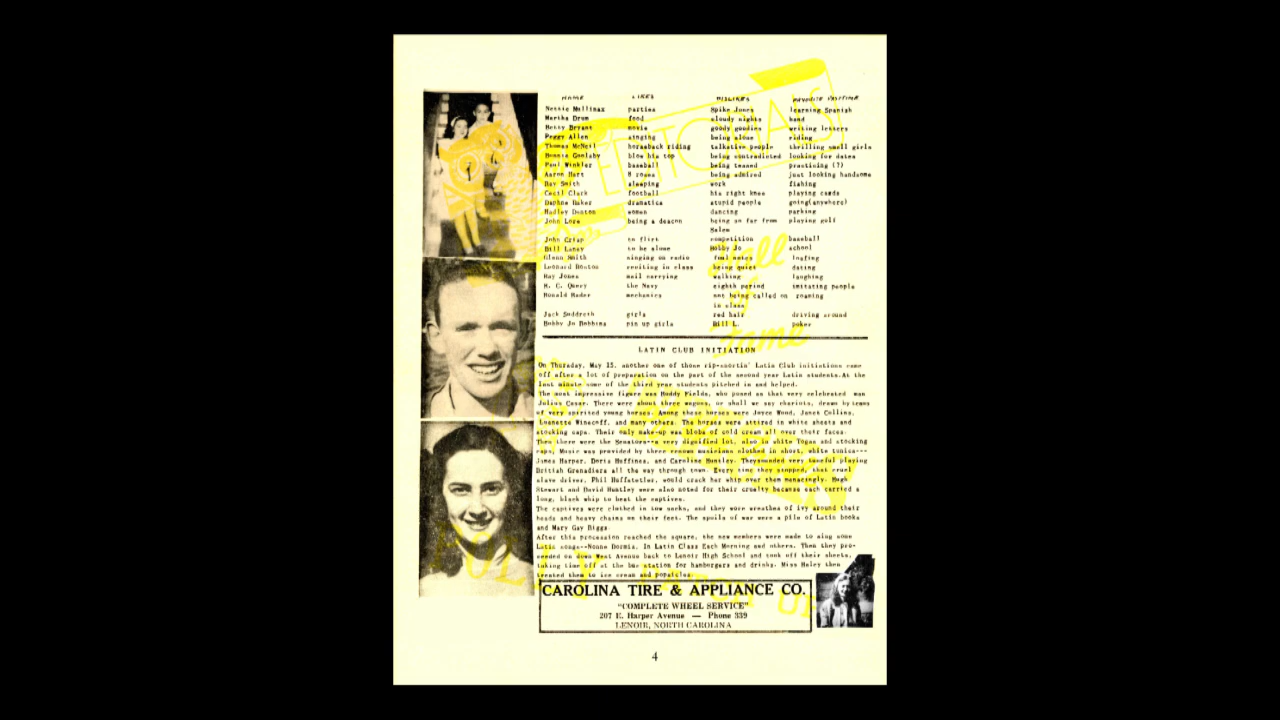 NAME LIKES DISLIKES FAVORITE PASTIME
Nettie Mullinax parties Spike Jones learning Spanish
Martha Drum food cloudy nights band
Betty Bryant movie goody goodies writing letters
Peggy Allen singing being alone riding
Thomas McNeil horseback riding talkative people thrilling small girls
Bennie Goolsby blow his top being contradicted looking for dates
Paul Winkler baseball being teased practicing (?)
Aaron Hart 8 roses being admired just looking handsome
Ray Smith sleeping work fishing
Cecil Clark football his right knee playing cards
Daphne Baker dramatics stupid people going(anywhere)
Hadley Denton women dancing parking
John Lore being a deacon being so far from playing golf
Salem
John Crisp to flirt competition baseball
Bill Laney to be alone Bobby Jo school
Glenn Smith singing on radio foul notes loafing
Leonard Benton reciting in class being quiet dating
Ray Jones mail carrying walking laughing
R. C. Query the Navy eighth period imitating people
Ronald Rader mechanics not being called on roaming
in class
Jack Suddreth girls red hair driving around
Bobby Jo Robbins pin up girls Bill L. poker
EDITORIALS
Hall
of
Fame
LATIN CLUB INITIATION
On Thursday, May 15, another one of those rip-snortin' Latin Club initiations came
off after a lot of preparation on the part of the second year Latin students.At the
last minute some of the third year students pitched in and helped.
The most impressive figure was Roddy Fields, who posed as that very celebrated man
Julius Cesar. There were about three wagons, or shall we say chariots, drawn by teams
of very spirited young horses. Among these horses were Joyce Wood, Janet Collins,
Luanette Winecoff, and many others. The horses were attired in white sheets and
stocking caps. Their only make-up was blobs of cold cream all over their faces.
Then there were the Senators--a very dignified lot, also in white Togas and stocking
caps, Music was provided by three renown musicians clothed in short, white tunics---
James Harper, Doris Huffines, and Caroline Huntley. Theysounded very tuneful playing
British Grenadiers all the way through town. Every time they stopped, that cruel
slave driver, Phil Huffstetler, would crack her whip over them menacingly. Hugh
Stewart and David Huntley were also noted for their cruelty because each carried a
long, black whip to beat the captives.
The captives were clothed in tow sacks, and they wore wreathes of ivy around their
heads and heavy chains on their feet. The spoils of war were a pile of Latin books
and Mary Gay Biggs.
After this procession reached the square, the new members were made to sing some
Latin songs--Nonne Dormis, In Latin Class Each Morning and others. Then they pro-
ceeded on down West Avenue back to Lenoir High School and took off their sheets,
taking time off at the bus station for hamburgers and drinks. Miss Haley then
treated them to ice cream and popsicles.
CAROLINA TIRE & APPLIANCE CO.
"COMPLETE WHEEL SERVICE"
207 E. Harper Avenue — Phone 339
LENOIR, NORTH CAROLINA
4